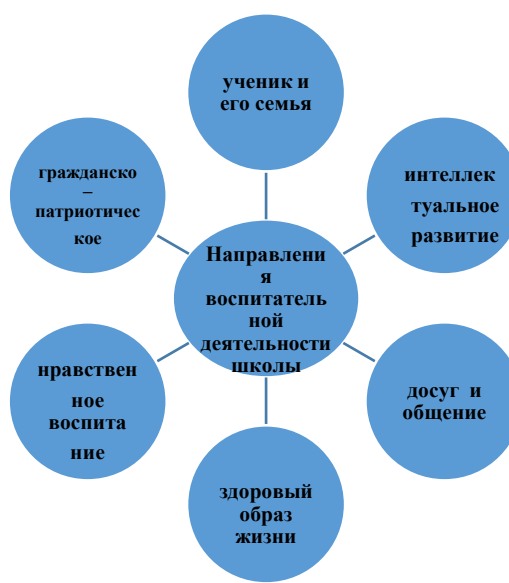 ученик и
его семья
гражданско
–
патриотичес
кое
интеллек
туальное
развитие
Направлени
я
воспитатель
ной
деятельности
школы
нравствен
ное
воспита
ние
досуг и
общение
здоровый
образ
жизни